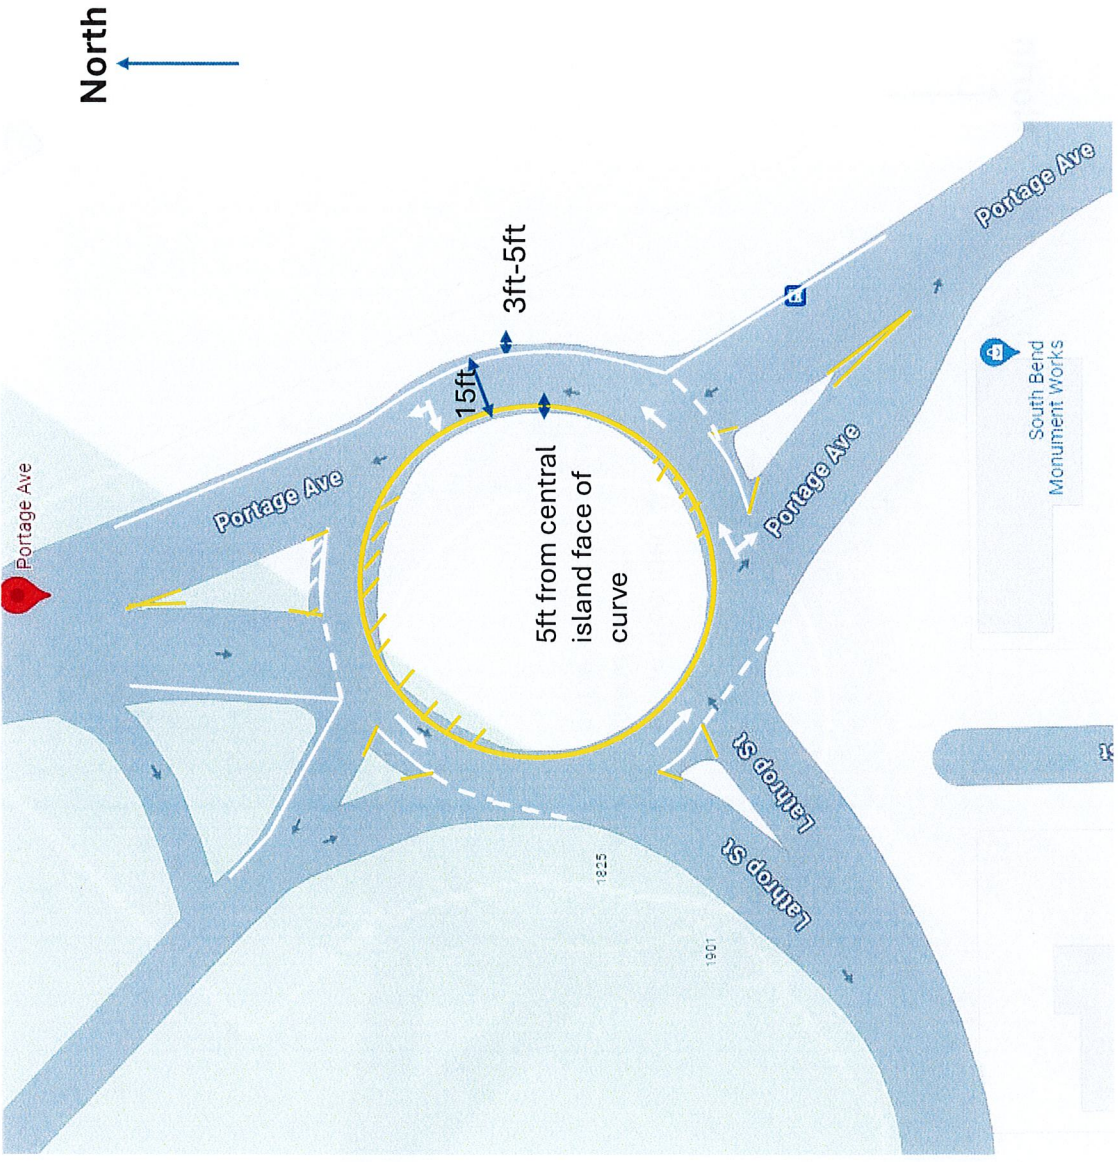 North
Portage Ave
Portage Ave
3ft-5ft
15ft
Portage Ave
5ft from central
island face of
curve
Portage Ave
South Bend
Monument Works
Lathrop St
Lathrop St
1825
1901
St